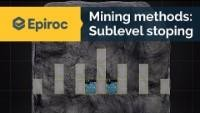 Epiroc
Mining methods:
Sublevel stoping